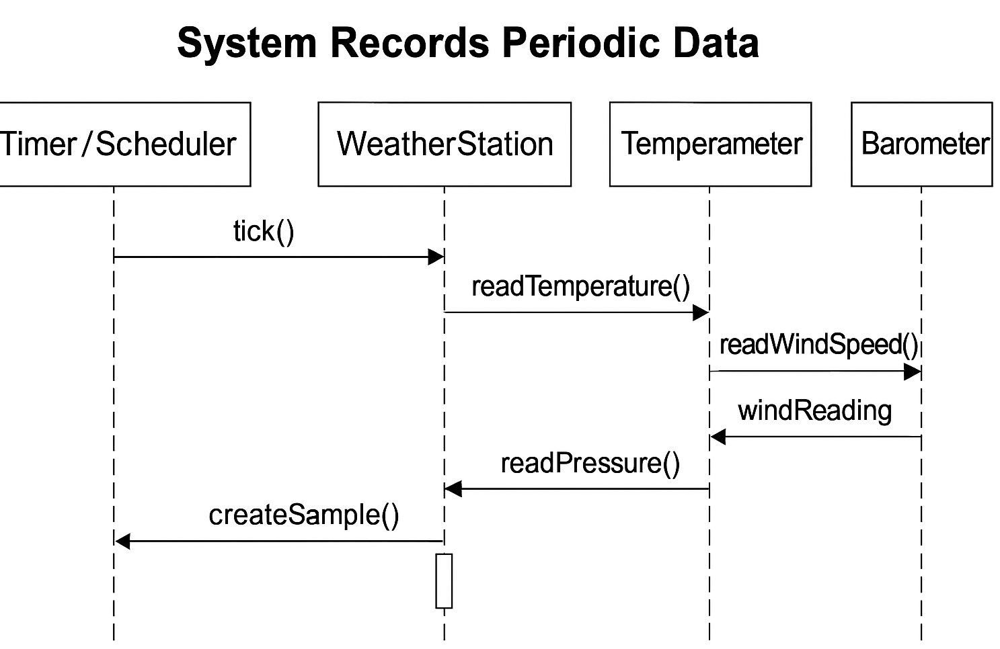 System Records Periodic Data
Timer/Scheduler
WeatherStation
Temperameter
Barometer
tick()
readTemperature()
readWindSpeed()
windReading
readPressure()
createSample()